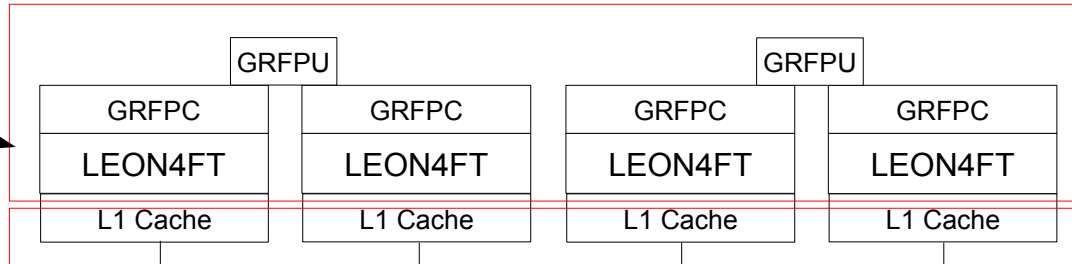 GRFPU GRFPU
GRFPC GRFPC GRFPC GRFPC
LEON4FT LEON4FT LEON4FT LEON4FT
L1 Cache L1 Cache L1 Cache L1 Cache